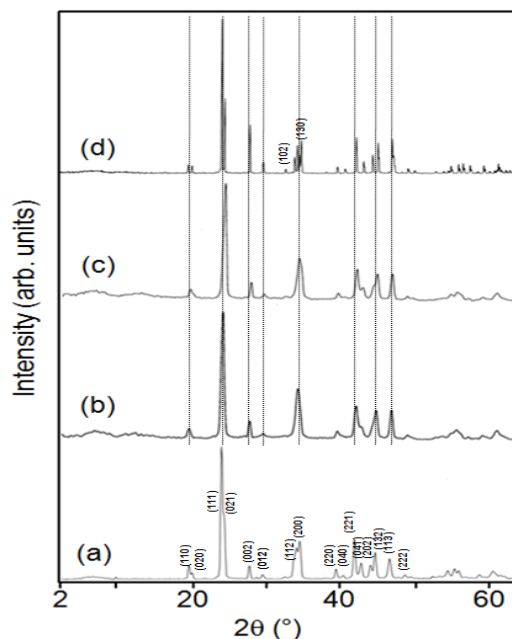 (d)
(102)
(130)
(c)
(b)
(a)
(110)
(020)
(111)
(021)
(002)
(012)
(112)
(200)
(220)
(040)
(221)
(041)
(202)
(132)
(113)
(222)
Intensity (arb. units)
2 20 40 60
2θ (°)